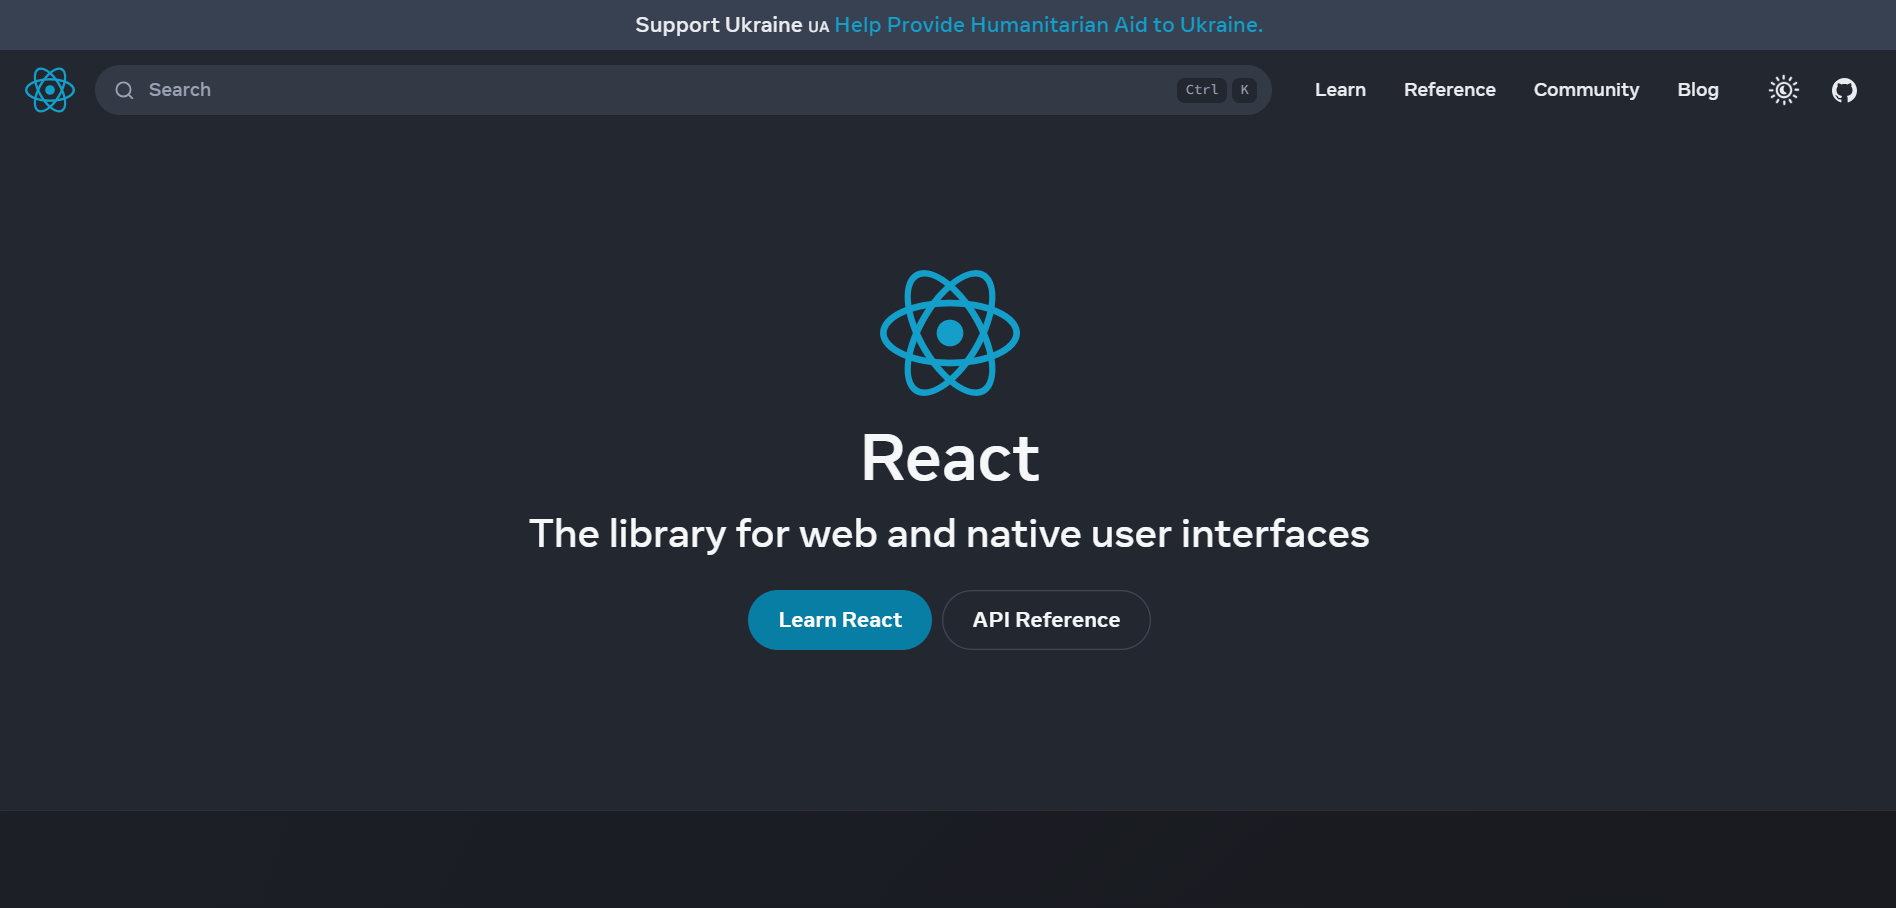 Support Ukraine UA Help Provide Humanitarian Aid to Ukraine.
Search Ctrl K Learn Reference Community Blog
React
The library for web and native user interfaces
Learn React API Reference